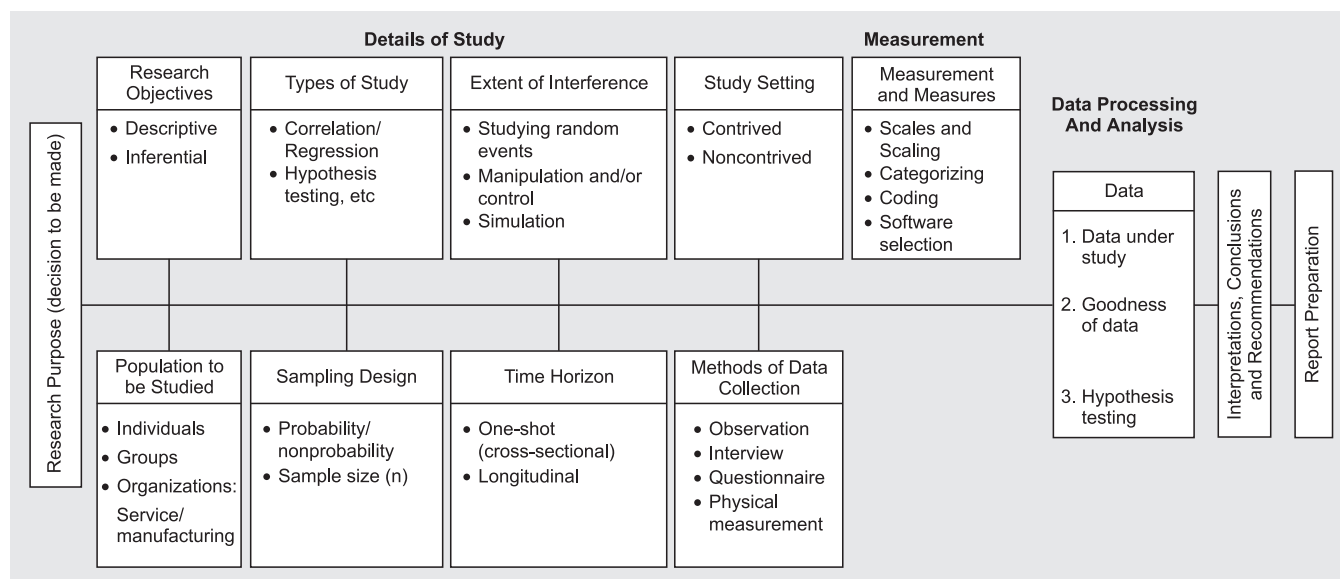 Details of Study
Measurement
Research Purpose (decision to be made)
Research
Objectives
• Descriptive
• Inferential
Types of Study
• Correlation/
Regression
• Hypothesis
testing, etc
Extent of Interference
• Studying random
events
• Manipulation and/or
control
• Simulation
Study Setting
• Contrived
• Noncontrived
Measurement
and Measures
• Scales and
Scaling
• Categorizing
• Coding
• Software
selection
Population to
be Studied
• Individuals
• Groups
• Organizations:
Service/
manufacturing
Sampling Design
• Probability/
nonprobability
• Sample size (n)
Time Horizon
• One-shot
(cross-sectional)
• Longitudinal
Methods of Data
Collection
• Observation
• Interview
• Questionnaire
• Physical
measurement
Data Processing
And Analysis
Data
1. Data under
study
2. Goodness
of data
3. Hypothesis
testing
Interpretations, Conclusions
and Recommendations
Report Preparation